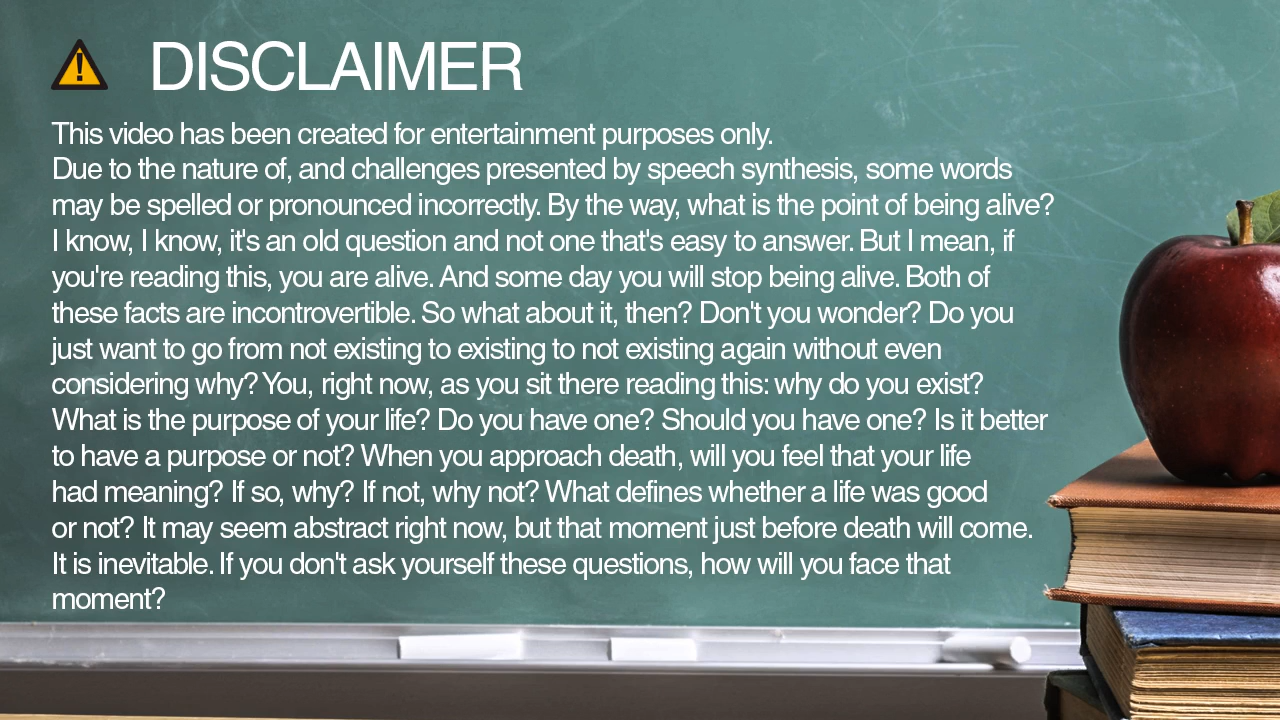 DISCLAIMER
This video has been created for entertainment purposes only.
Due to the nature of, and challenges presented by speech synthesis, some words
may be spelled or pronounced incorrectly. By the way, what is the point of being alive?
I know, I know, it's an old question and not one that's easy to answer. But I mean, if
you're reading this, you are alive. And some day you will stop being alive. Both of
these facts are incontrovertible. So what about it, then? Don't you wonder? Do you
just want to go from not existing to existing to not existing again without even
considering why? You, right now, as you sit there reading this: why do you exist?
What is the purpose of your life? Do you have one? Should you have one? Is it better
to have a purpose or not? When you approach death, will you feel that your life
had meaning? If so, why? If not, why not? What defines whether a life was good
or not? It may seem abstract right now, but that moment just before death will come.
It is inevitable. If you don't ask yourself these questions, how will you face that
moment?